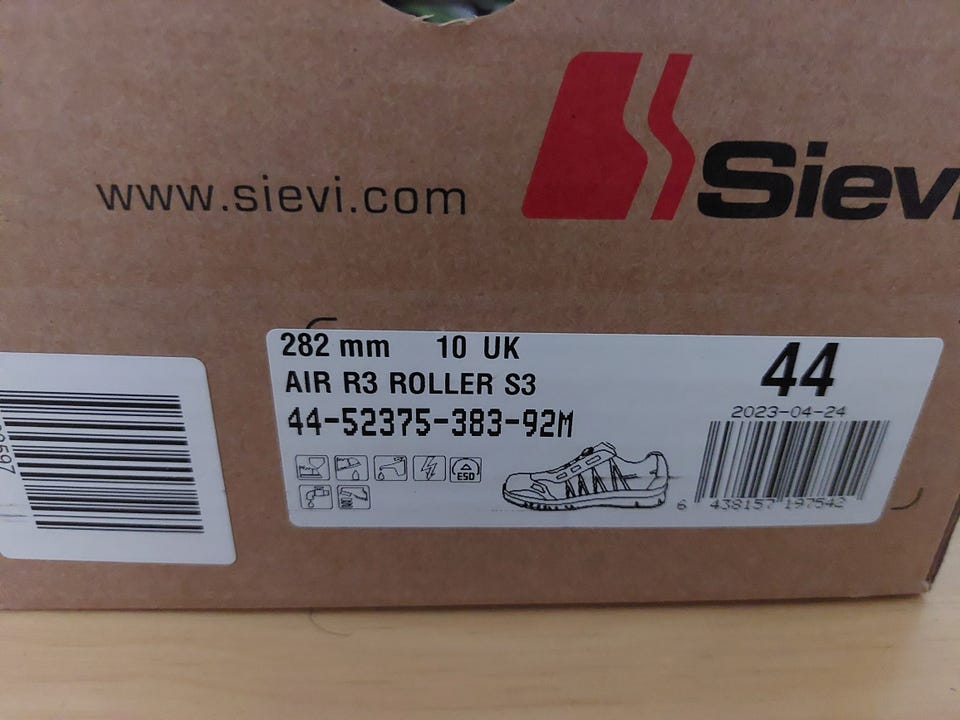 www.sievi.com
Siev
282 mm 10 UK
AIR R3 ROLLER S3
44-52375-383-92M
44
2023-04-24
ESD
6 438157 197542